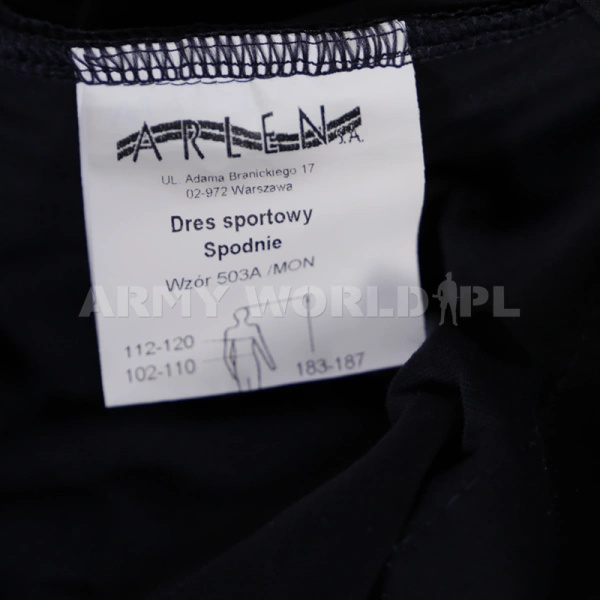 ARLEN S.A.
UL. Adama Branickiego 17
02-972 Warszawa
Dres sportowy
Spodnie
Wzór 503A /MON
ARMY WORLD PL
112-120
102-110 183-187